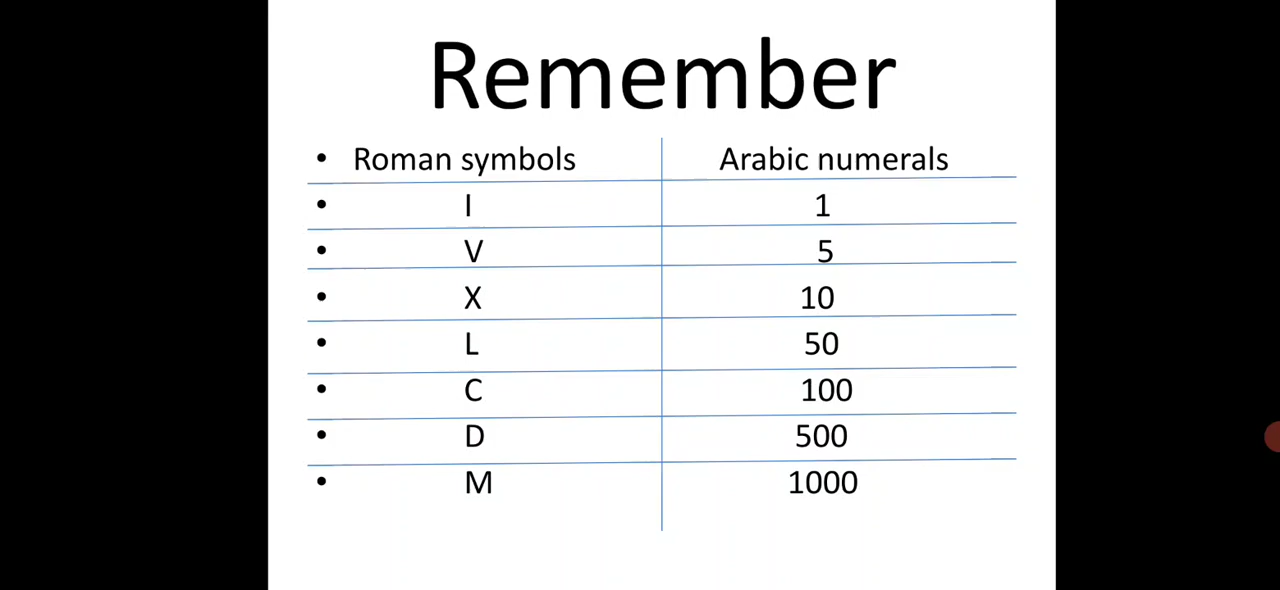 Remember
• Roman symbols Arabic numerals
• I 1
• V 5
• X 10
• L 50
• C 100
• D 500
• M 1000